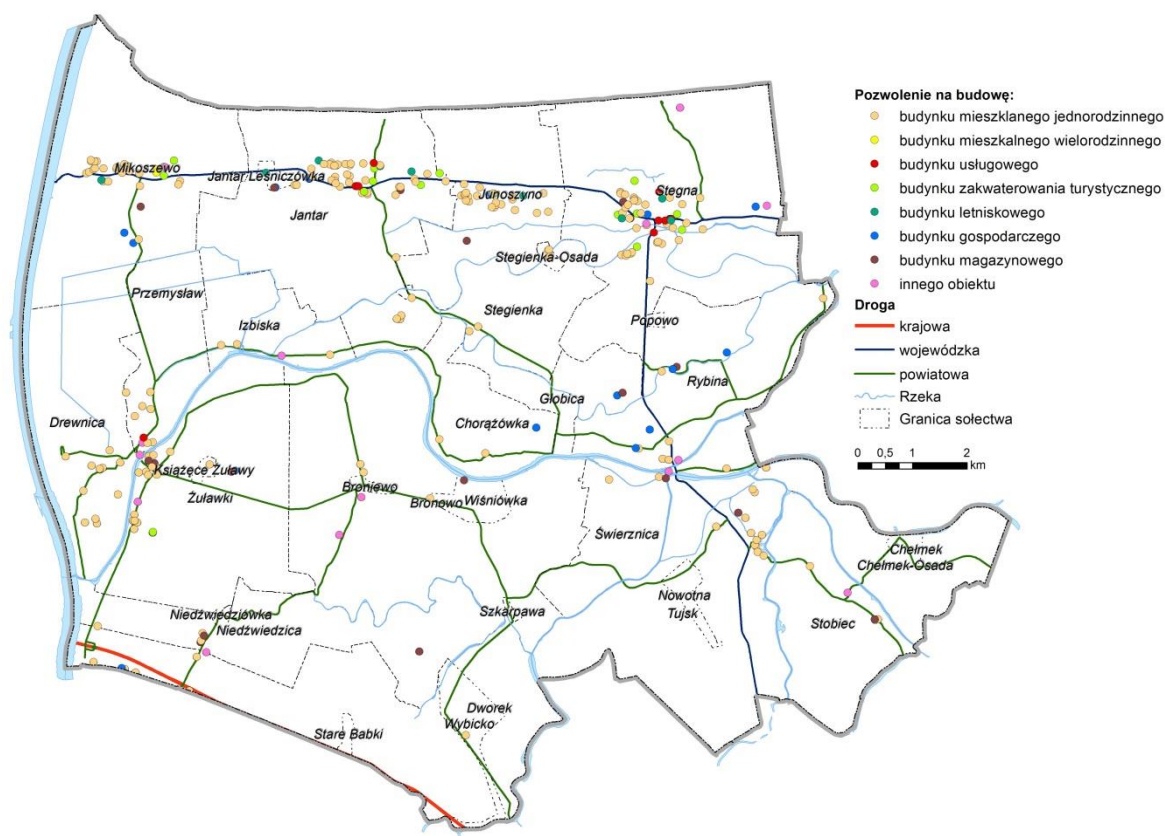 Pozwolenie na budowę:
budynku mieszklanego jednorodzinnego
budynku mieszkalnego wielorodzinnego
budynku usługowego
budynku zakwaterowania turystycznego
budynku letniskowego
budynku gospodarczego
budynku magazynowego
innego obiektu
Droga
krajowa
wojewódzka
powiatowa
Rzeka
Granica sołectwa
0 0,5 1 2
km
Mikoszewo
Jantar Leśniczówka
Jantar
Junoszyno
Stegna
Stegienka-Osada
Przemysław
Izbiska
Stegienka
Popowo
Rybina
Głobica
Drewnica
Chorążówka
Książęce Żuławy
Żuławki
Broniewo
Bronowo
Wiśniówka
Świerznica
Chełmek
Chełmek-Osada
Nowotna
Tujsk
Szkarpawa
Stobiec
Niedźwiedziówka
Niedźwiedzica
Dworek
Wybicko
Stare Babki